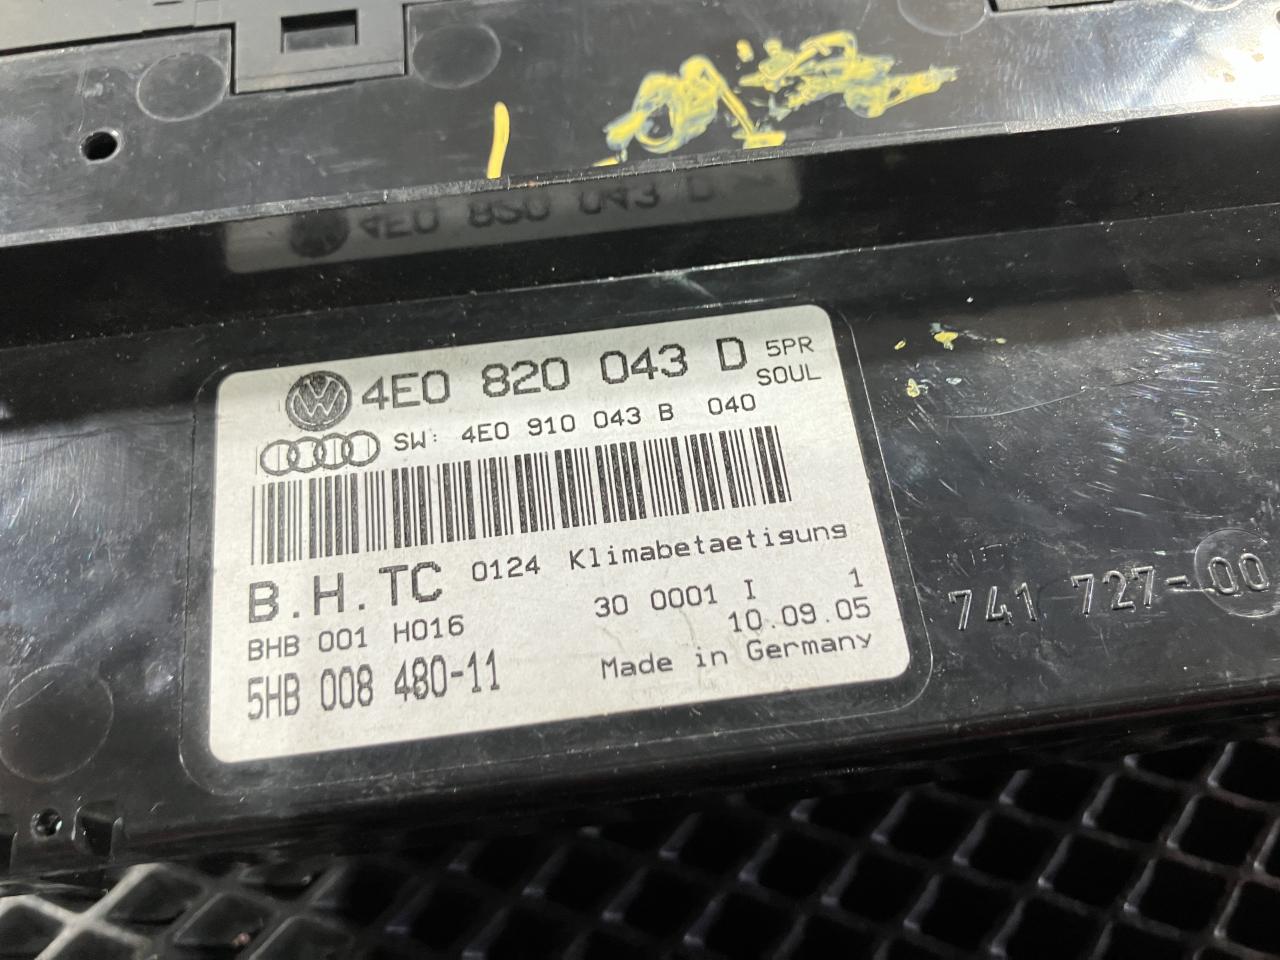 4E0 820 043 D
4E0 820 043 D 5PR
SOUL
SW: 4E0 910 043 B 040
B.H.TC 0124 Klimabetaetigung
BHB 001 H016 30 0001 I 1
10.09.05
5HB 008 480-11 Made in Germany
741 727-00